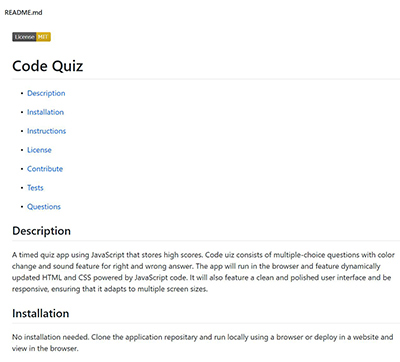 README.md
License MIT
Code Quiz
Description
Installation
Instructions
License
Contribute
Tests
Questions
Description
A timed quiz app using JavaScript that stores high scores. Code uiz consists of multiple-choice questions with color
change and sound feature for right and wrong answer. The app will run in the browser and feature dynamically
updated HTML and CSS powered by JavaScript code. It will also feature a clean and polished user interface and be
responsive, ensuring that it adapts to multiple screen sizes.
Installation
No installation needed. Clone the application repositary and run locally using a browser or deploy in a website and
view in the browser.